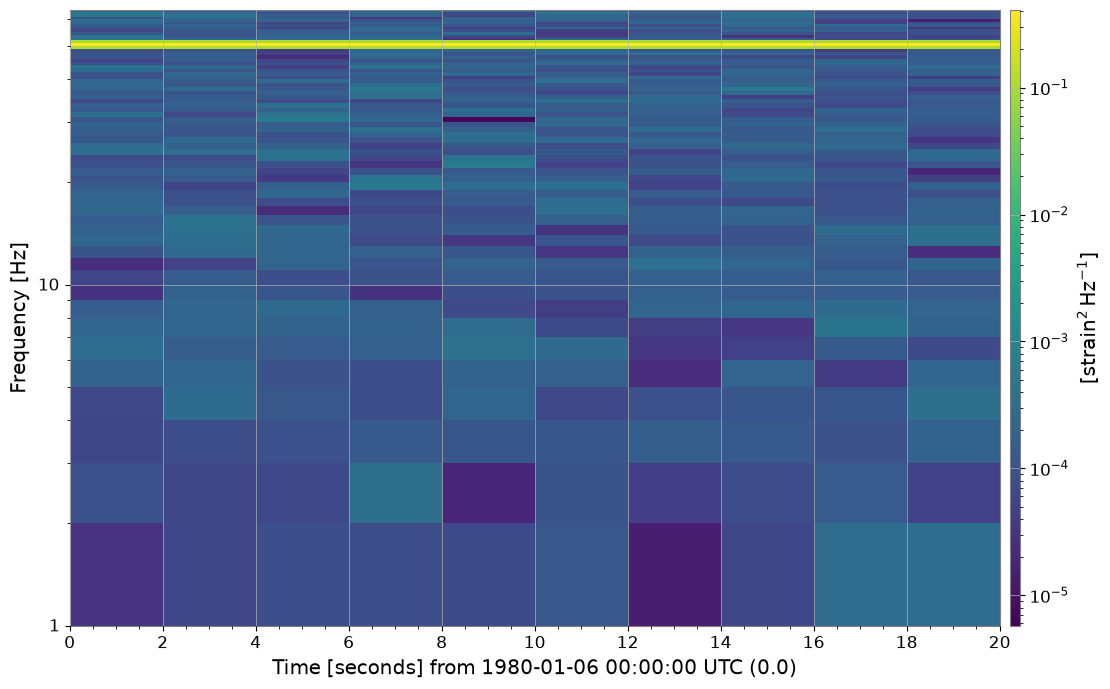 Frequency [Hz]
10
1
0 2 4 6 8 10 12 14 16 18 20
Time [seconds] from 1980-01-06 00:00:00 UTC (0.0)
10⁻¹
10⁻²
10⁻³
10⁻⁴
10⁻⁵
[strain² Hz⁻¹]